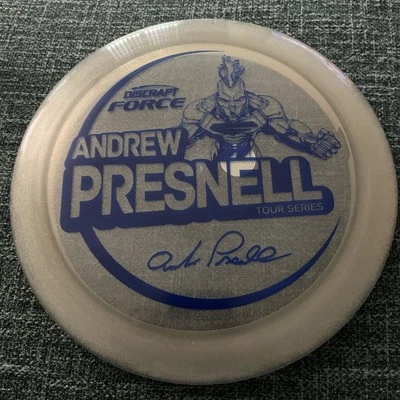 DISCRAFT
FORCE
ANDREW
PRESNELL
TOUR SERIES